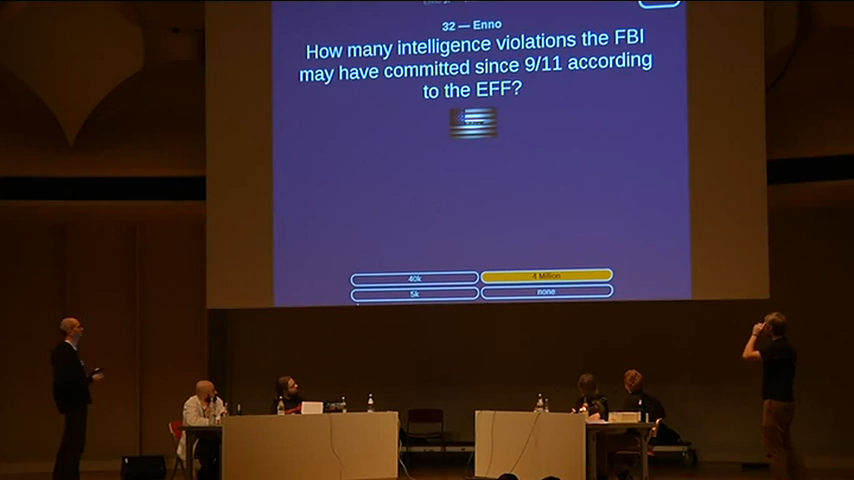 32 — Enno
How many intelligence violations the FBI
may have committed since 9/11 according
to the EFF?
40k
4 Million
5k
none